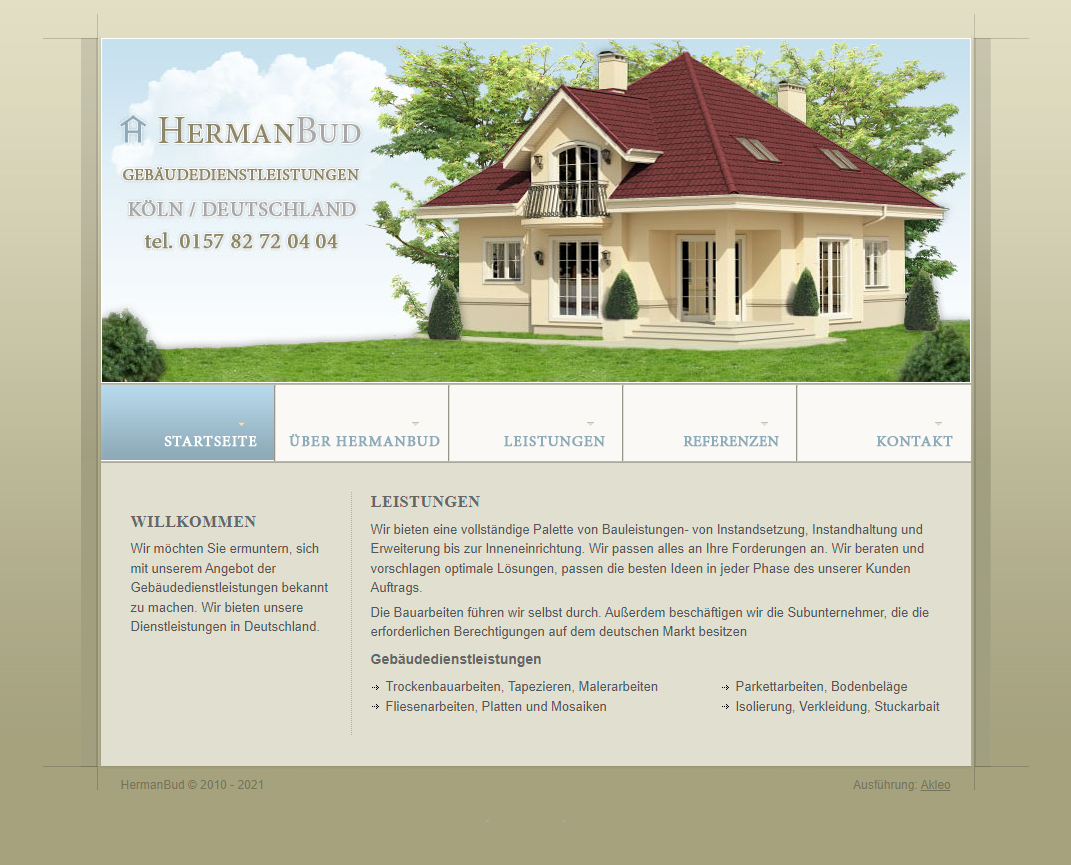 HERMANBUD
GEBÄUDEDIENSTLEISTUNGEN
KÖLN / DEUTSCHLAND
tel. 0157 82 72 04 04
STARTSEITE
ÜBER HERMANBUD
LEISTUNGEN
REFERENZEN
KONTAKT
WILLKOMMEN
Wir möchten Sie ermuntern, sich
mit unserem Angebot der
Gebäudedienstleistungen bekannt
zu machen. Wir bieten unsere
Dienstleistungen in Deutschland.
LEISTUNGEN
Wir bieten eine vollständige Palette von Bauleistungen- von Instandsetzung, Instandhaltung und
Erweiterung bis zur Inneneinrichtung. Wir passen alles an Ihre Forderungen an. Wir beraten und
vorschlagen optimale Lösungen, passen die besten Ideen in jeder Phase des unserer Kunden
Auftrags.
Die Bauarbeiten führen wir selbst durch. Außerdem beschäftigen wir die Subunternehmer, die die
erforderlichen Berechtigungen auf dem deutschen Markt besitzen
Gebäudedienstleistungen
Trockenbauarbeiten, Tapezieren, Malerarbeiten
Fliesenarbeiten, Platten und Mosaiken
Parkettarbeiten, Bodenbeläge
Isolierung, Verkleidung, Stuckarbait
HermanBud © 2010 - 2021
Ausführung: Akleo